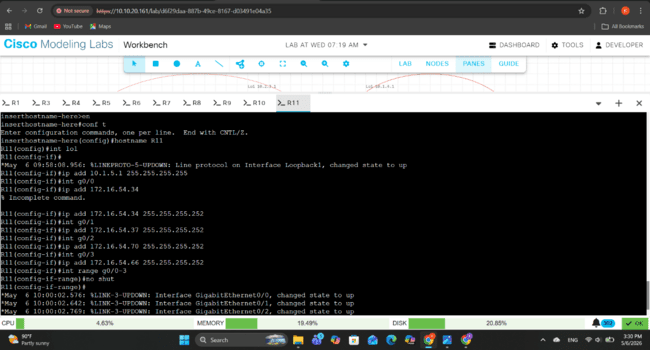 Not secure https://10.10.20.161/lab/d6f29daa-887b-49ce-8167-d03491e04a35
Gmail YouTube Maps All Bookmarks
Cisco Modeling Labs Workbench LAB AT WED 07:19 AM DASHBOARD TOOLS DEVELOPER
LAB NODES PANES GUIDE
R1 R3 R4 R5 R6 R7 R8 R9 R10 R11
inserthostname-here>en
inserthostname-here#conf t
Enter configuration commands, one per line.  End with CNTL/Z.
inserthostname-here(config)#hostname R11
R11(config)#int lo1
R11(config-if)#
*May  6 09:58:08.956: %LINEPROTO-5-UPDOWN: Line protocol on Interface Loopback1, changed state to up
R11(config-if)#ip add 10.1.5.1 255.255.255.255
R11(config-if)#int g0/0
R11(config-if)#ip add 172.16.54.34
% Incomplete command.
R11(config-if)#ip add 172.16.54.34 255.255.255.252
R11(config-if)#int g0/1
R11(config-if)#ip add 172.16.54.37 255.255.255.252
R11(config-if)#int g0/2
R11(config-if)#ip add 172.16.54.70 255.255.255.252
R11(config-if)#int g0/3
R11(config-if)#ip add 172.16.54.66 255.255.255.252
R11(config-if)#int range g0/0-3
R11(config-if-range)#no shut
R11(config-if-range)#
*May  6 10:00:02.576: %LINK-3-UPDOWN: Interface GigabitEthernet0/0, changed state to up
*May  6 10:00:02.642: %LINK-3-UPDOWN: Interface GigabitEthernet0/1, changed state to up
*May  6 10:00:02.769: %LINK-3-UPDOWN: Interface GigabitEthernet0/2, changed state to up
CPU 4.63% MEMORY 19.49% DISK 20.85% OK
90°F
Partly sunny
Search
ENG
3:30 PM
5/6/2026